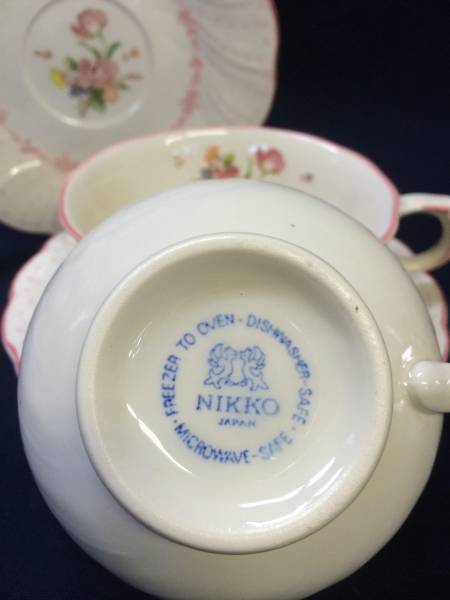 FREEZER TO OVEN · DISHWASHER-SAFE
· MICROWAVE-SAFE ·
NIKKO
JAPAN